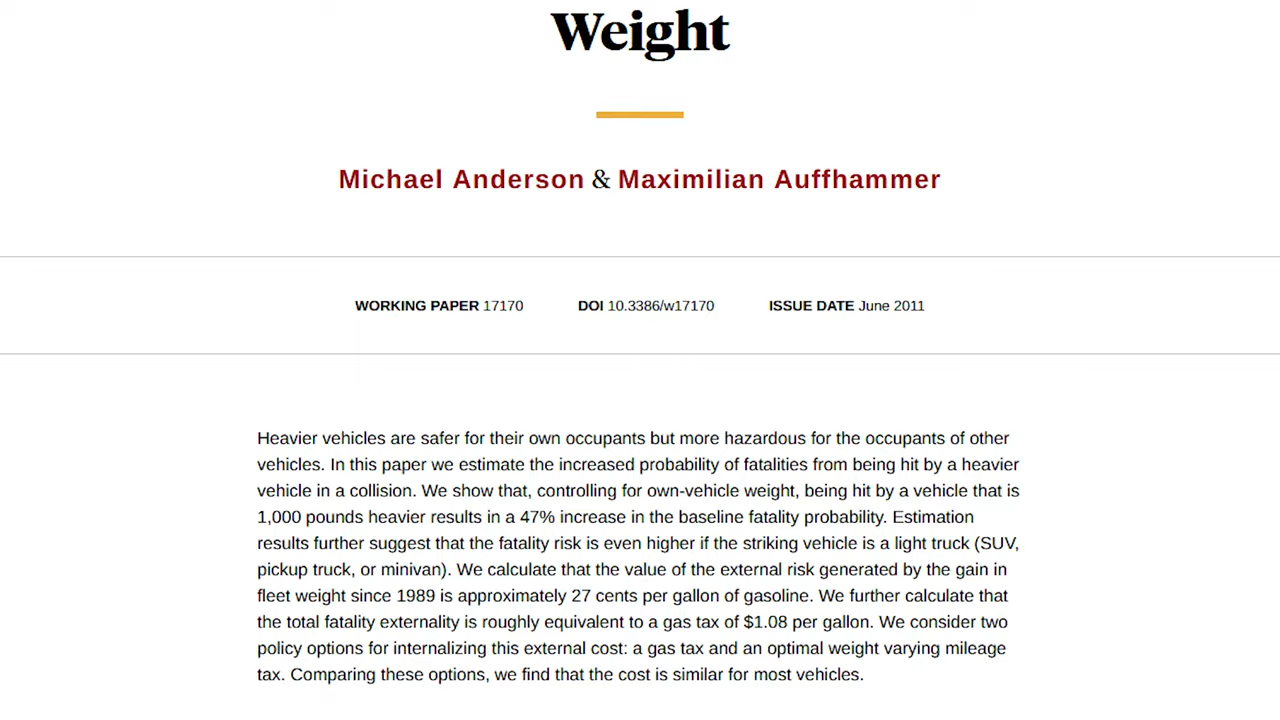 Weight
Michael Anderson & Maximilian Auffhammer
WORKING PAPER 17170 DOI 10.3386/w17170 ISSUE DATE June 2011
Heavier vehicles are safer for their own occupants but more hazardous for the occupants of other
vehicles. In this paper we estimate the increased probability of fatalities from being hit by a heavier
vehicle in a collision. We show that, controlling for own-vehicle weight, being hit by a vehicle that is
1,000 pounds heavier results in a 47% increase in the baseline fatality probability. Estimation
results further suggest that the fatality risk is even higher if the striking vehicle is a light truck (SUV,
pickup truck, or minivan). We calculate that the value of the external risk generated by the gain in
fleet weight since 1989 is approximately 27 cents per gallon of gasoline. We further calculate that
the total fatality externality is roughly equivalent to a gas tax of $1.08 per gallon. We consider two
policy options for internalizing this external cost: a gas tax and an optimal weight varying mileage
tax. Comparing these options, we find that the cost is similar for most vehicles.